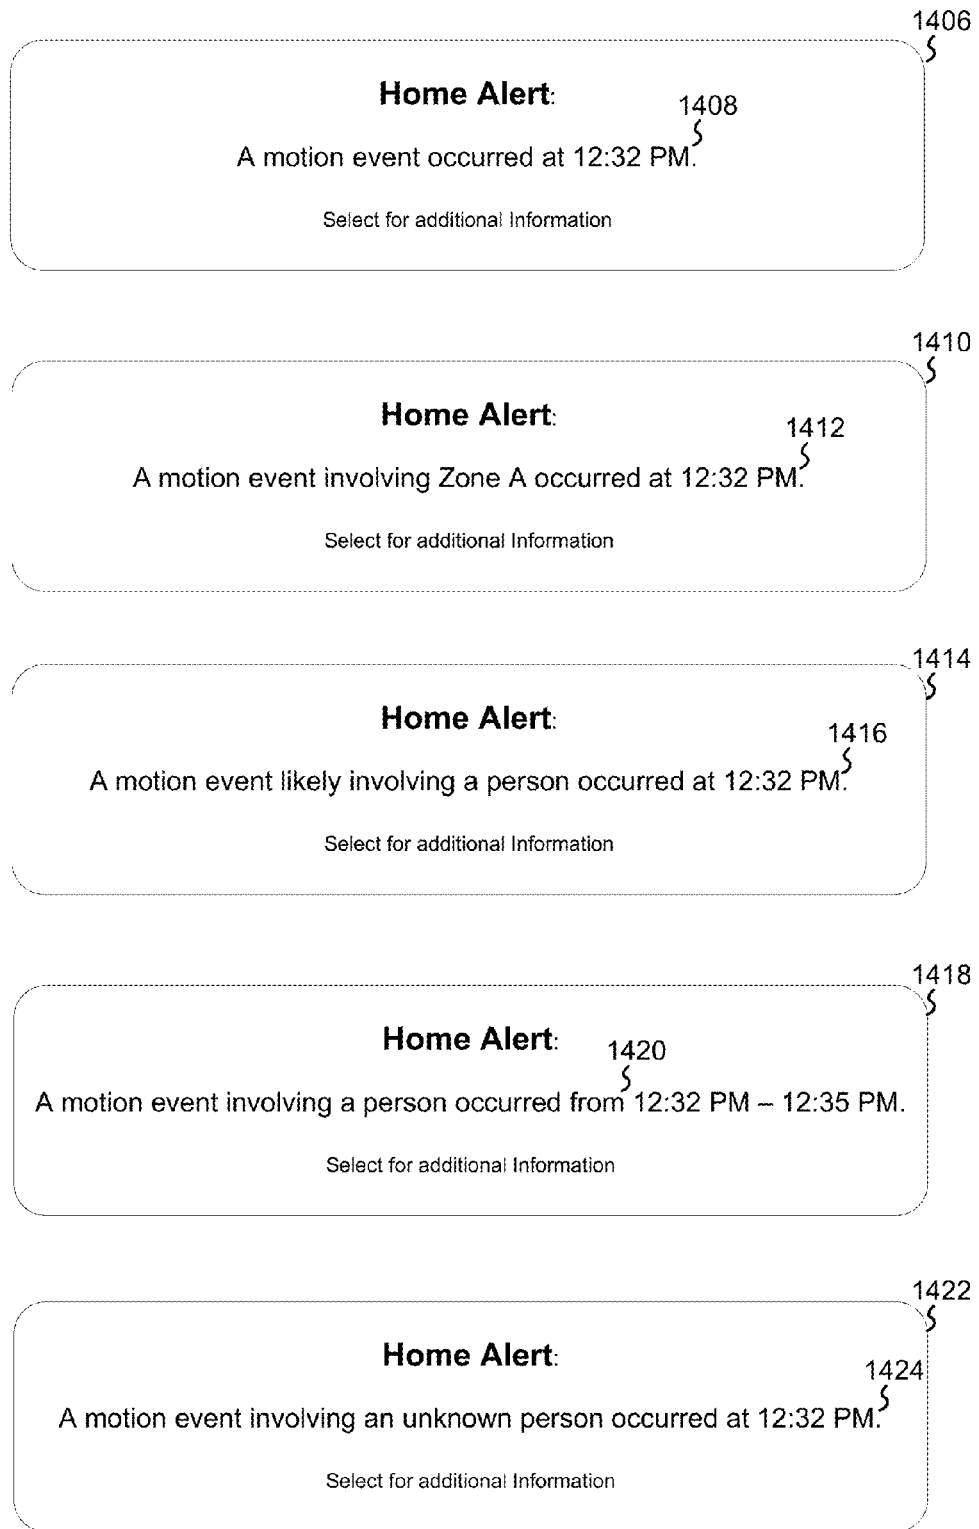 1406
Home Alert:
1408
A motion event occurred at 12:32 PM.
Select for additional Information
1410
Home Alert:
1412
A motion event involving Zone A occurred at 12:32 PM.
Select for additional Information
1414
Home Alert:
1416
A motion event likely involving a person occurred at 12:32 PM.
Select for additional Information
1418
Home Alert:
1420
A motion event involving a person occurred from 12:32 PM – 12:35 PM.
Select for additional Information
1422
Home Alert:
1424
A motion event involving an unknown person occurred at 12:32 PM.
Select for additional Information